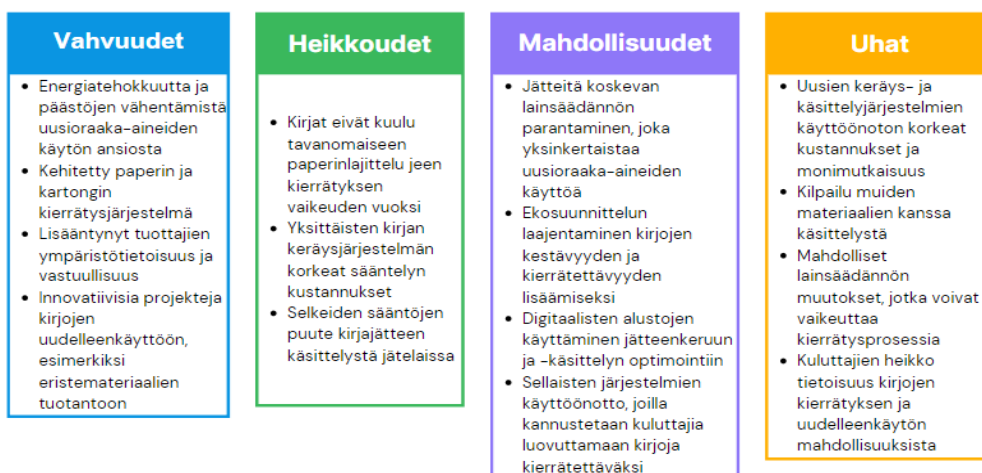 Vahvuudet
• Energiatehokkuutta ja
päästöjen vähentämistä
uusioraaka-aineiden
käytön ansiosta
• Kehitetty paperin ja
kartongin
kierrätysjärjestelmä
• Lisääntynyt tuottajien
ympäristötietoisuus ja
vastuullisuus
• Innovatiivisia projekteja
kirjojen
uudelleenkäyttöön,
esimerkiksi
eristemateriaalien
tuotantoon
Heikkoudet
• Kirjat eivät kuulu
tavanomaiseen
paperinlajittelu jeen
kierrätyksen
vaikeuden vuoksi
• Yksittäisten kirjan
keräysjärjestelmän
korkeat sääntelyn
kustannukset
• Selkeiden sääntöjen
puute kirjajätteen
käsittelystä jätelaissa
Mahdollisuudet
• Jätteitä koskevan
lainsäädännön
parantaminen, joka
yksinkertaistaa
uusioraaka-aineiden
käyttöä
• Ekosuunnittelun
laajentaminen kirjojen
kestävyyden ja
kierrätettävyyden
lisäämiseksi
• Digitaalisten alustojen
käyttäminen jätteenkeruun
ja -käsittelyn optimointiin
• Sellaisten järjestelmien
käyttöönotto, joilla
kannustetaan kuluttajia
luovuttamaan kirjoja
kierrätettäväksi
Uhat
• Uusien keräys- ja
käsittelyjärjestelmien
käyttöönoton korkeat
kustannukset ja
monimutkaisuus
• Kilpailu muiden
materiaalien kanssa
käsittelystä
• Mahdolliset
lainsäädännön
muutokset, jotka voivat
vaikeuttaa
kierrätysprosessia
• Kuluttajien heikko
tietoisuus kirjojen
kierrätyksen ja
uudelleenkäytön
mahdollisuuksista